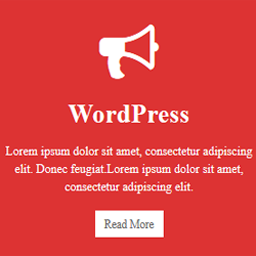 WordPress
Lorem ipsum dolor sit amet, consectetur adipiscing
elit. Donec feugiat.Lorem ipsum dolor sit amet,
consectetur adipiscing elit.
Read More